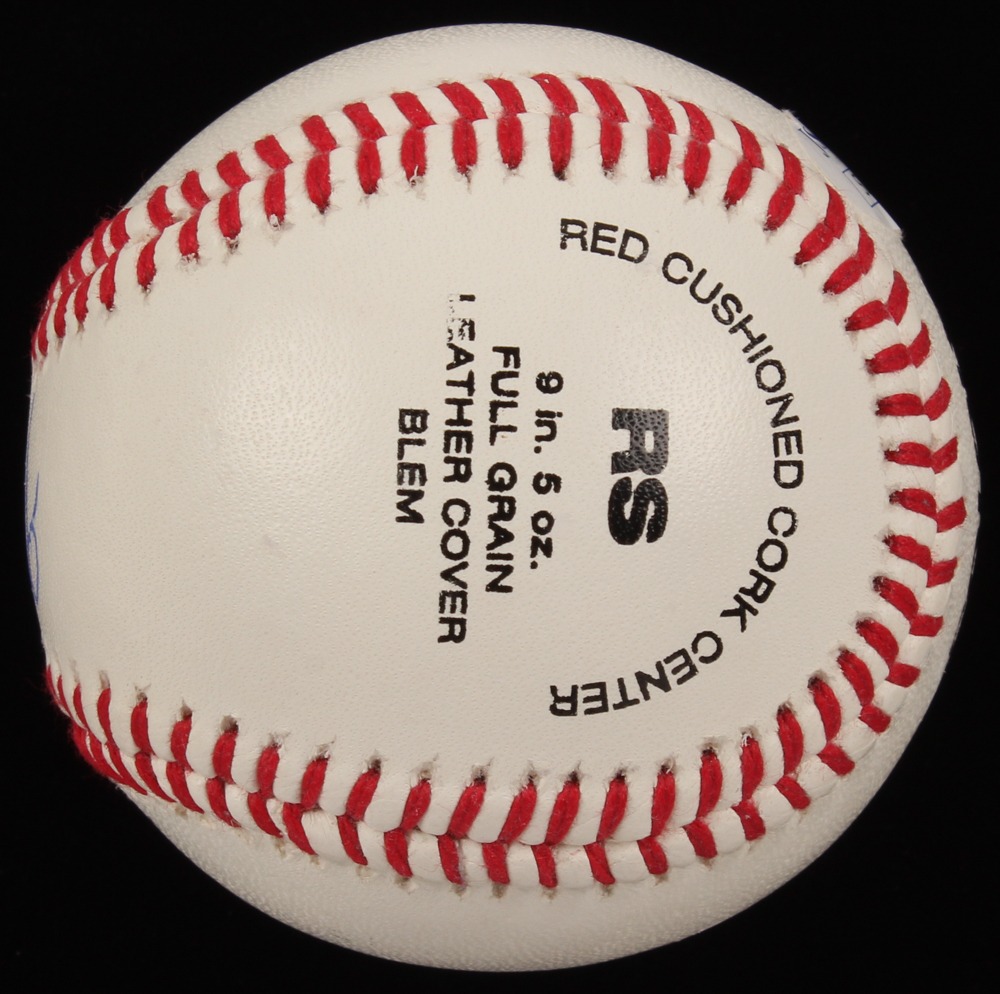 RED CUSHIONED CORK CENTER
RS
9 in. 5 oz.
FULL GRAIN
LEATHER COVER
BLEM